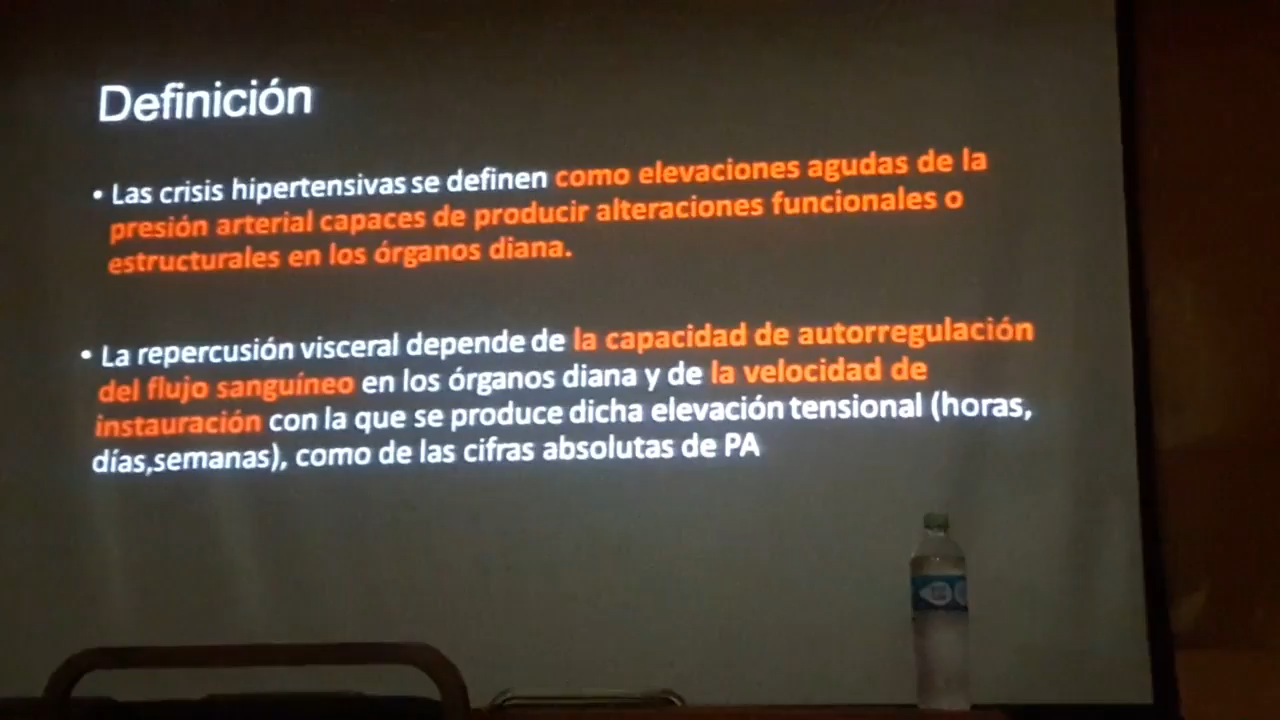 Definición
• Las crisis hipertensivas se definen como elevaciones agudas de la
presión arterial capaces de producir alteraciones funcionales o
estructurales en los órganos diana.
• La repercusión visceral depende de la capacidad de autorregulación
del flujo sanguíneo en los órganos diana y de la velocidad de
instauración con la que se produce dicha elevación tensional (horas,
días,semanas), como de las cifras absolutas de PA